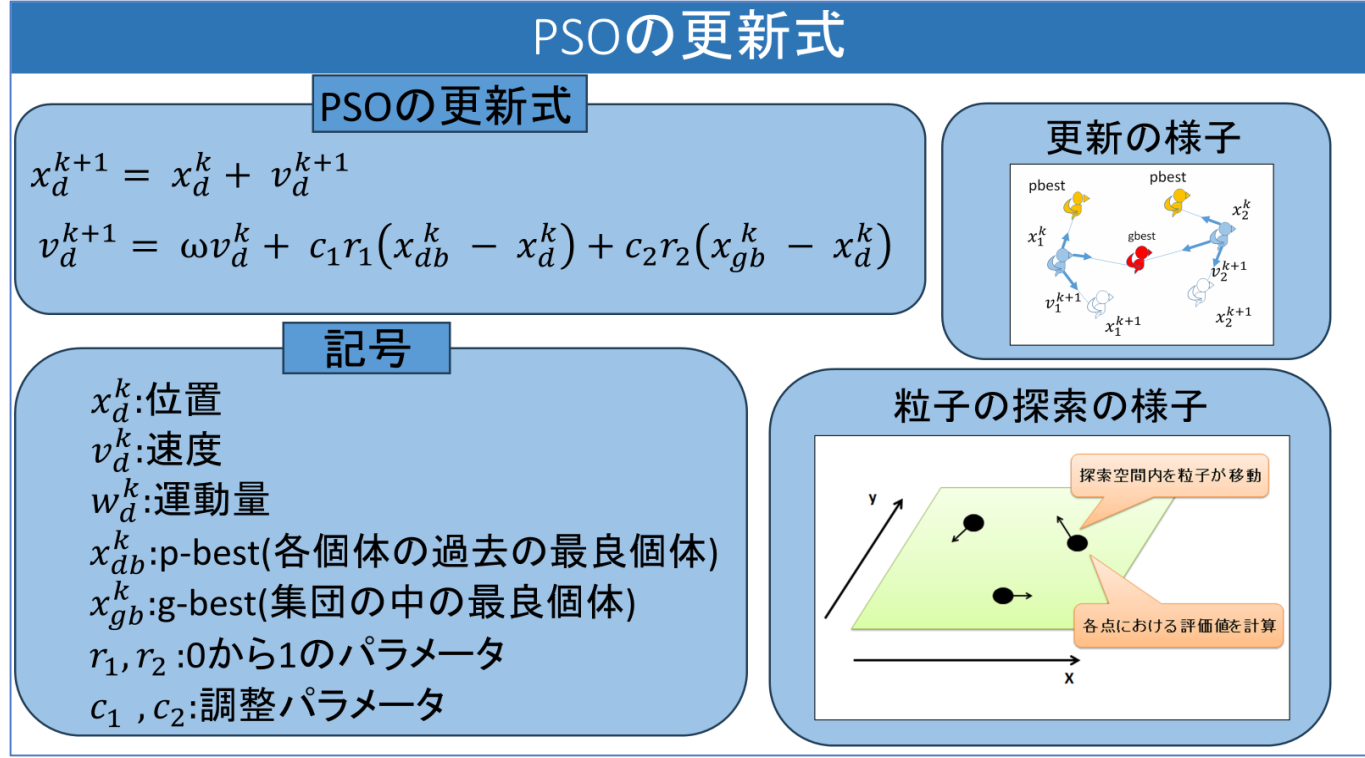 PSOの更新式
PSOの更新式
x_d^{k+1} = x_d^k + v_d^{k+1}
v_d^{k+1} = ωv_d^k + c_1r_1(x_{db}^k − x_d^k) + c_2r_2(x_{gb}^k − x_d^k)
記号
x_d^k:位置
v_d^k:速度
w_d^k:運動量
x_{db}^k:p-best(各個体の過去の最良個体)
x_{gb}^k:g-best(集団の中の最良個体)
r_1, r_2 :0から1のパラメータ
c_1 , c_2:調整パラメータ
更新の様子
pbest
pbest
x_2^k
x_1^k
gbest
v_2^{k+1}
v_1^{k+1}
x_1^{k+1}
x_2^{k+1}
粒子の探索の様子
探索空間内を粒子が移動
y
各点における評価値を計算
X